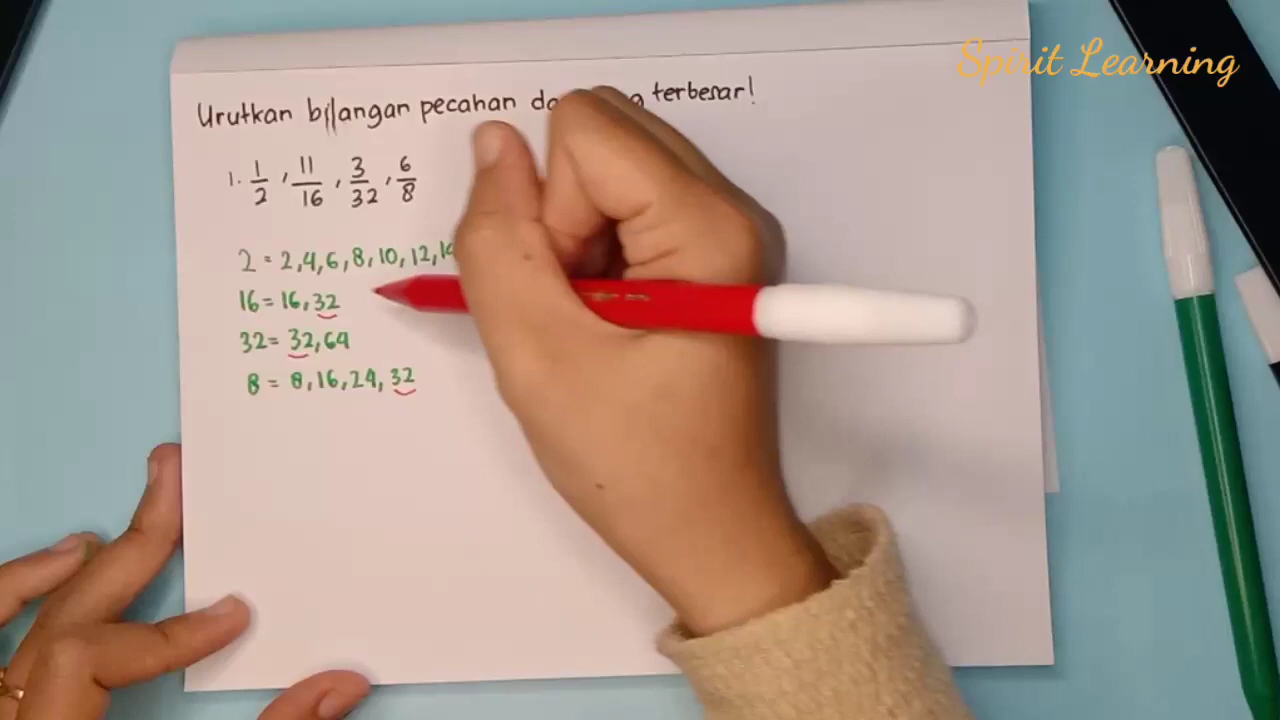 Spirit Learning
Urutkan bilangan pecahan terbesar!
1. 1/2 , 11/16 , 3/32 , 6/8
2 = 2,4,6,8,10,12,
16 = 16,32
32 = 32,64
8 = 8,16,24,32